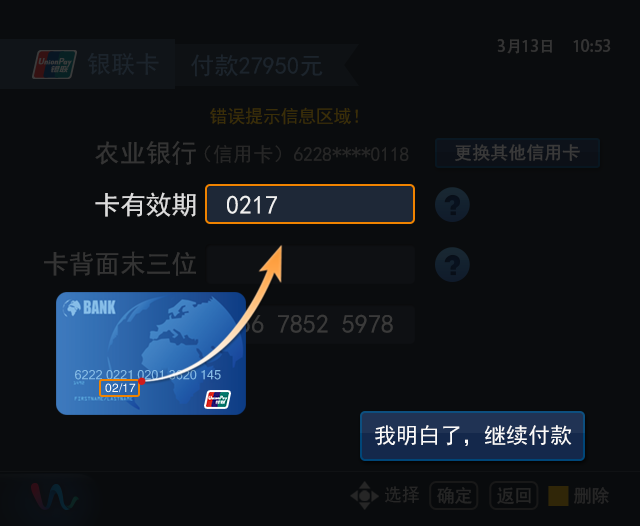 3月13日 10:53
UnionPay 银联 银联卡 付款27950元
错误提示信息区域！
农业银行（信用卡）6228****0118 更换其他信用卡
卡有效期 0217 ?
卡背面末三位 ?
BANK
7852 5978
6222 0221 0201 3020 145
02/17
FIRSTNAME/LASTNAME
UnionPay 银联
我明白了，继续付款
选择 确定 返回 删除